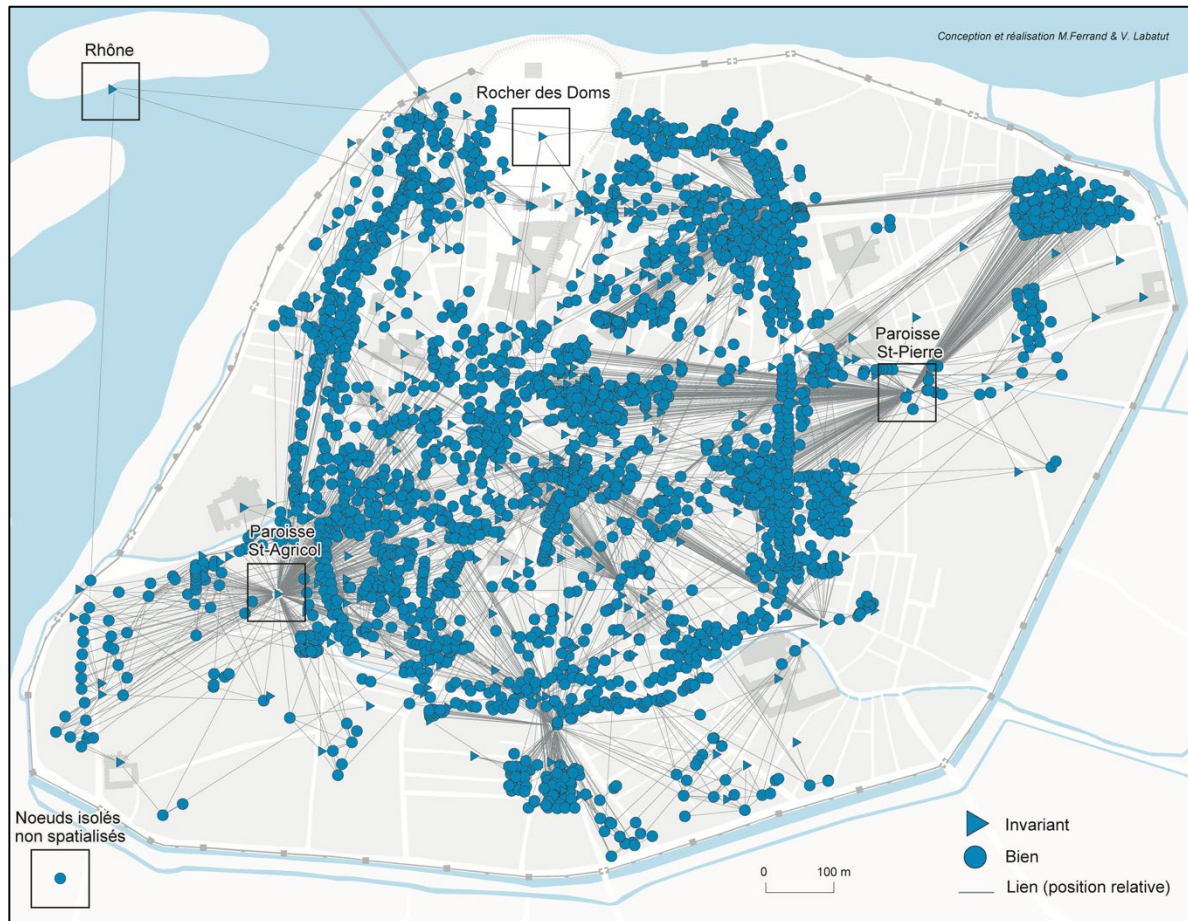 Conception et réalisation M.Ferrand & V. Labatut
Rhône
Rocher des Doms
Paroisse
St-Pierre
Paroisse
St-Agricol
Noeuds isolés
non spatialisés
Invariant
Bien
Lien (position relative)
0 100 m